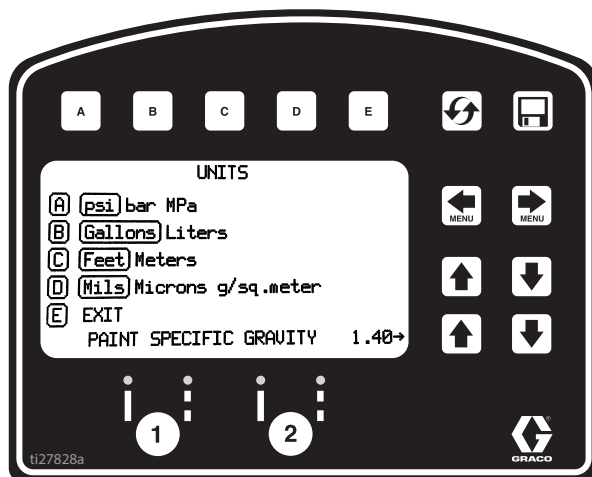 A B C D E
UNITS
A psi bar MPa
MENU MENU
B Gallons Liters
C Feet Meters
D Mils Microns g/sq.meter
E EXIT
PAINT SPECIFIC GRAVITY 1.40→
1 2
ti27828a
GRACO